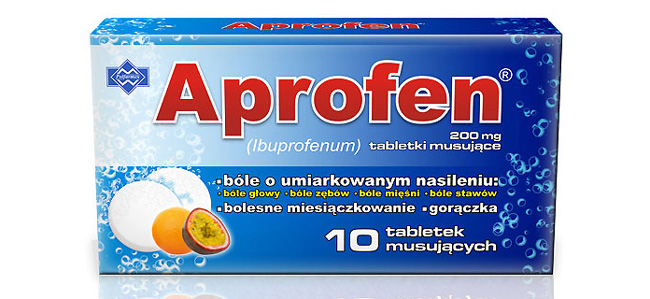 Polfarmex
Aprofen®
200 mg
(Ibuprofenum) tabletki musujące
• bóle o umiarkowanym nasileniu:
• bóle głowy • bóle zębów • bóle mięśni • bóle stawów
• bolesne miesiączkowanie • gorączka
10 tabletek
musujących